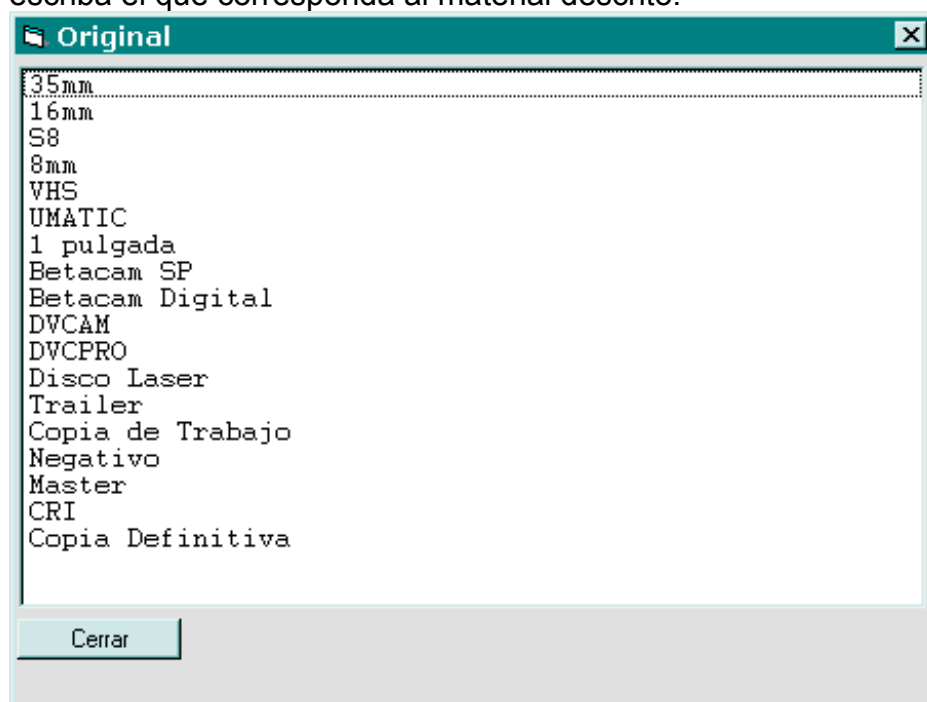 escriba el que corresponda al material descrito.
Original
35mm
16mm
S8
8mm
VHS
UMATIC
1 pulgada
Betacam SP
Betacam Digital
DVCAM
DVCPRO
Disco Laser
Trailer
Copia de Trabajo
Negativo
Master
CRI
Copia Definitiva
Cerrar